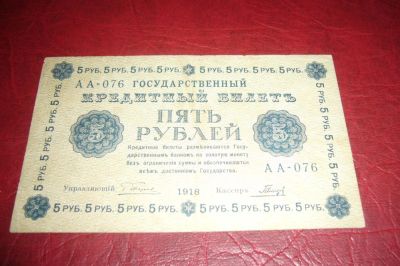 5 РУБ. 5 РУБ. 5 РУБ. 5 РУБ. 5 РУБ. 5 РУБ. 5 РУБ. 5 РУБ.
АА-076 ГОСУДАРСТВЕННЫЙ
КРЕДИТНЫЙ БИЛЕТЪ
5 ПЯТЬ 5
РУБЛЕЙ
Кредитные билеты размѣниваются Госу-
дарственнымъ банкомъ на золотую монету
безъ ограниченія суммы и обезпечиваются
всѣмъ достояніемъ Государства.
АА-076
Управляющій 1918 Кассиръ
5 РУБ. 5 РУБ. 5 РУБ. 5 РУБ. 5 РУБ. 5 РУБ. 5 РУБ. 5 РУБ.